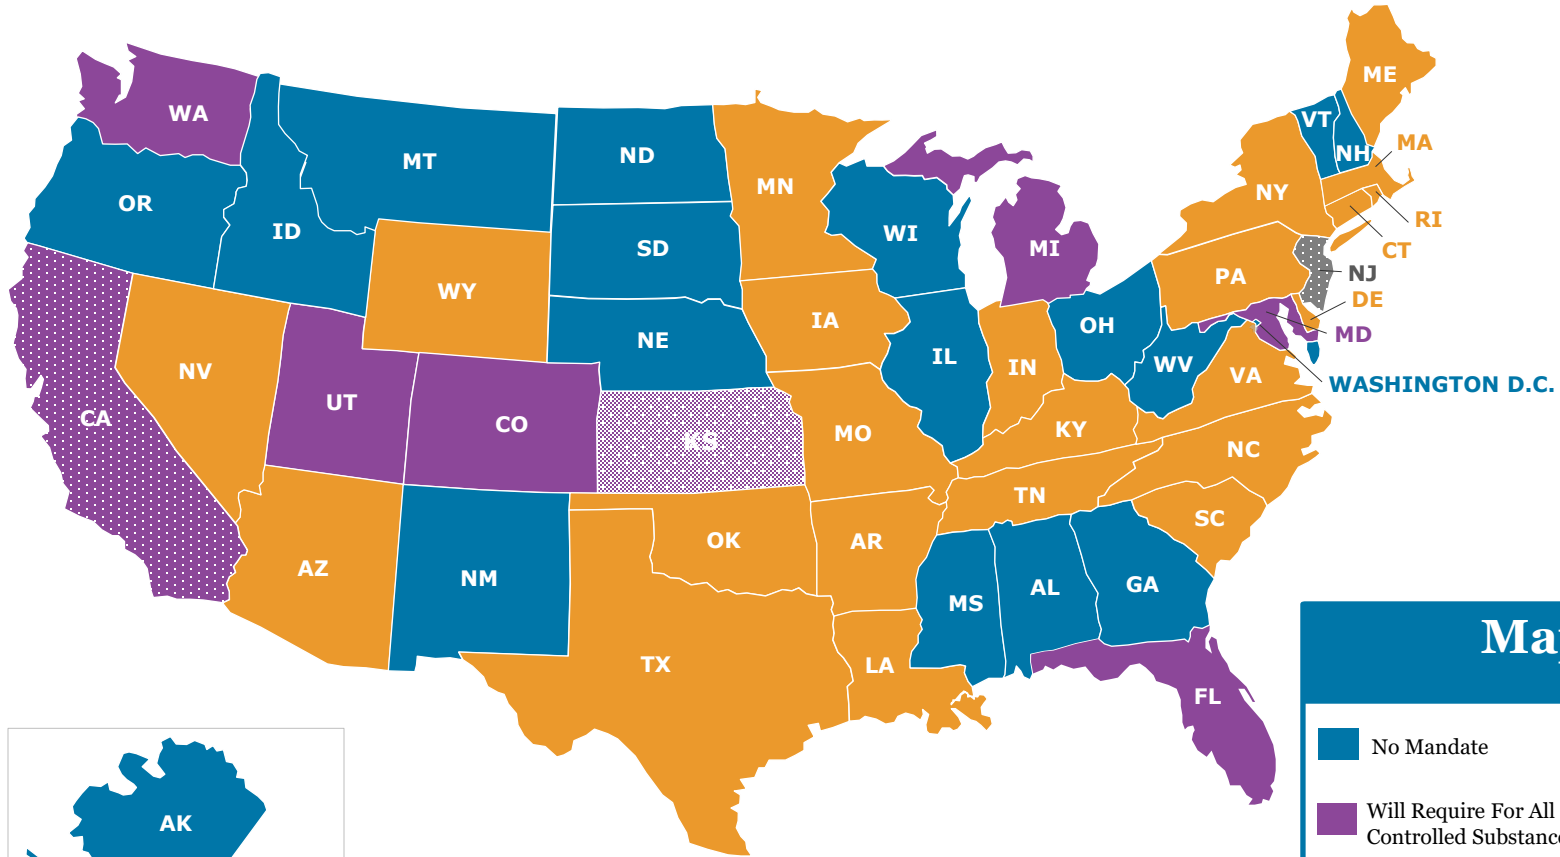 ME
WA
VT
MA
NH
ND
MT
MN
NY
OR
RI
ID
WI
SD
MI
CT
PA
NJ
WY
DE
IA
OH
MD
NE
IL
WV
IN
NV
VA
WASHINGTON D.C.
UT
CA
CO
KY
MO
KS
NC
TN
SC
OK
AR
AZ
NM
AL
GA
MS
TX
LA
FL
AK
No Mandate
Will Require For All
Controlled